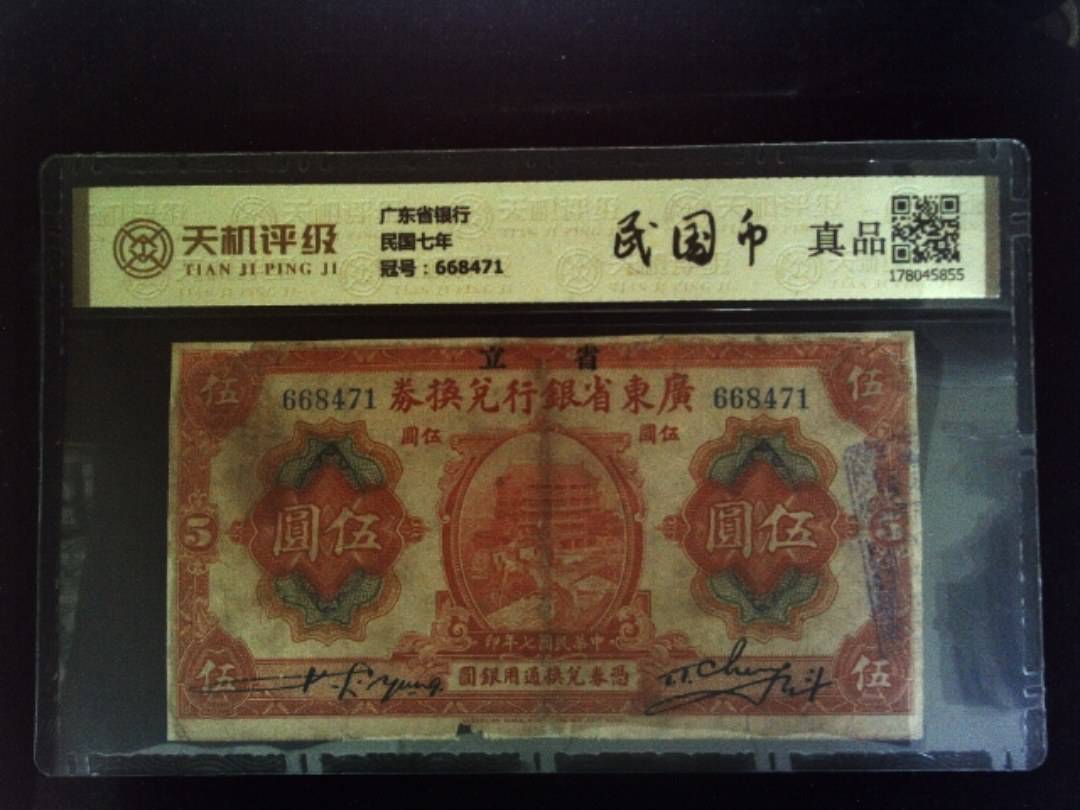 天机评级
TIAN JI PING JI
广东省银行
民国七年
冠号：668471
民国币
真品
178045855
立 省
伍
668471
券換兌行銀省東廣
668471
伍
圓伍
圓伍
圓伍
圓伍
5
5
印年七國民華中
伍
圓銀用通換兌券憑
伍